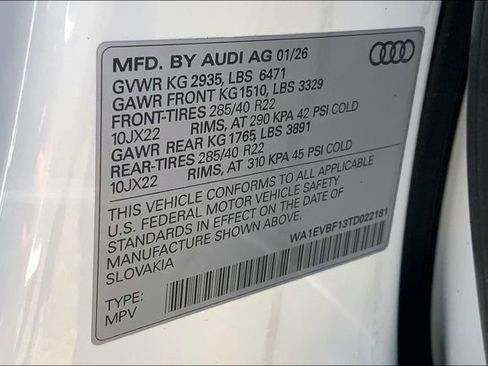 MFD. BY AUDI AG 01/26
GVWR KG 2935, LBS 6471
GAWR FRONT KG1510, LBS 3329
FRONT-TIRES 285/40 R22
10JX22 RIMS, AT 290 KPA 42 PSI COLD
GAWR REAR KG 1765, LBS 3891
REAR-TIRES 285/40 R22
10JX22 RIMS, AT 310 KPA 45 PSI COLD
THIS VEHICLE CONFORMS TO ALL APPLICABLE
U.S. FEDERAL MOTOR VEHICLE SAFETY
STANDARDS IN EFFECT ON THE DATE OF
MANUFACTURE SHOWN ABOVE.
SLOVAKIA
WA1EVBF13TD022181
TYPE:
MPV